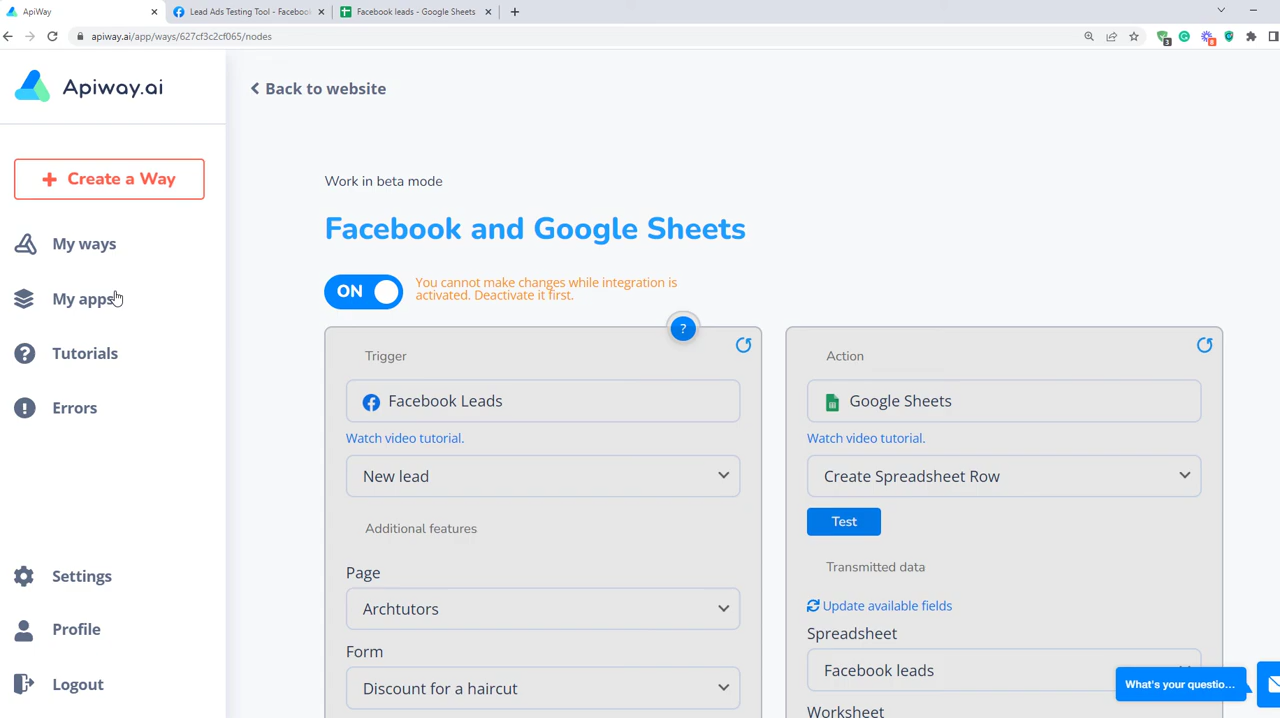 ApiWay
Lead Ads Testing Tool - Facebook
Facebook leads - Google Sheets
apiway.ai/app/ways/627cf3c2cf065/nodes
3
8
Apiway.ai
Back to website
Create a Way
Work in beta mode
My ways
Facebook and Google Sheets
My apps
ON
You cannot make changes while integration is
activated. Deactivate it first.
?
Tutorials
Trigger
Action
Errors
Facebook Leads
Google Sheets
Watch video tutorial.
Watch video tutorial.
New lead
Create Spreadsheet Row
Additional features
Test
Page
Transmitted data
Settings
Archtutors
Update available fields
Profile
Spreadsheet
Form
Facebook leads
Logout
Discount for a haircut
What's your questio...
Worksheet